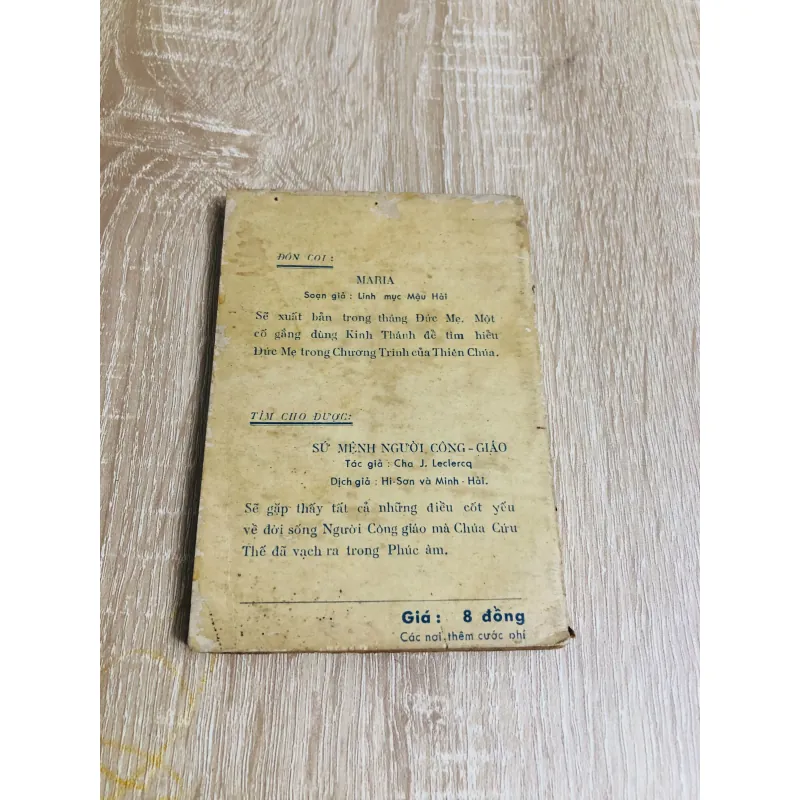 ĐÓN COI :
MARIA
Soạn giả : Linh mục Mậu Hải
Sẽ xuất bản trong tháng Đức Mẹ. Một
cố gắng dùng Kinh Thánh để tìm hiểu
Đức Mẹ trong Chương Trình của Thiên Chúa.
TÌM CHO ĐƯỢC:
SỨ MỆNH NGƯỜI CÔNG - GIÁO
Tác giả : Cha J. Leclercq
Dịch giả : Hi-Sơn và Minh - Hải.
Sẽ gặp thấy tất cả những điều cốt yếu
về đời sống Người Công giáo mà Chúa Cứu
Thế đã vạch ra trong Phúc âm.
Giá : 8 đồng
Các nơi, thêm cước phí